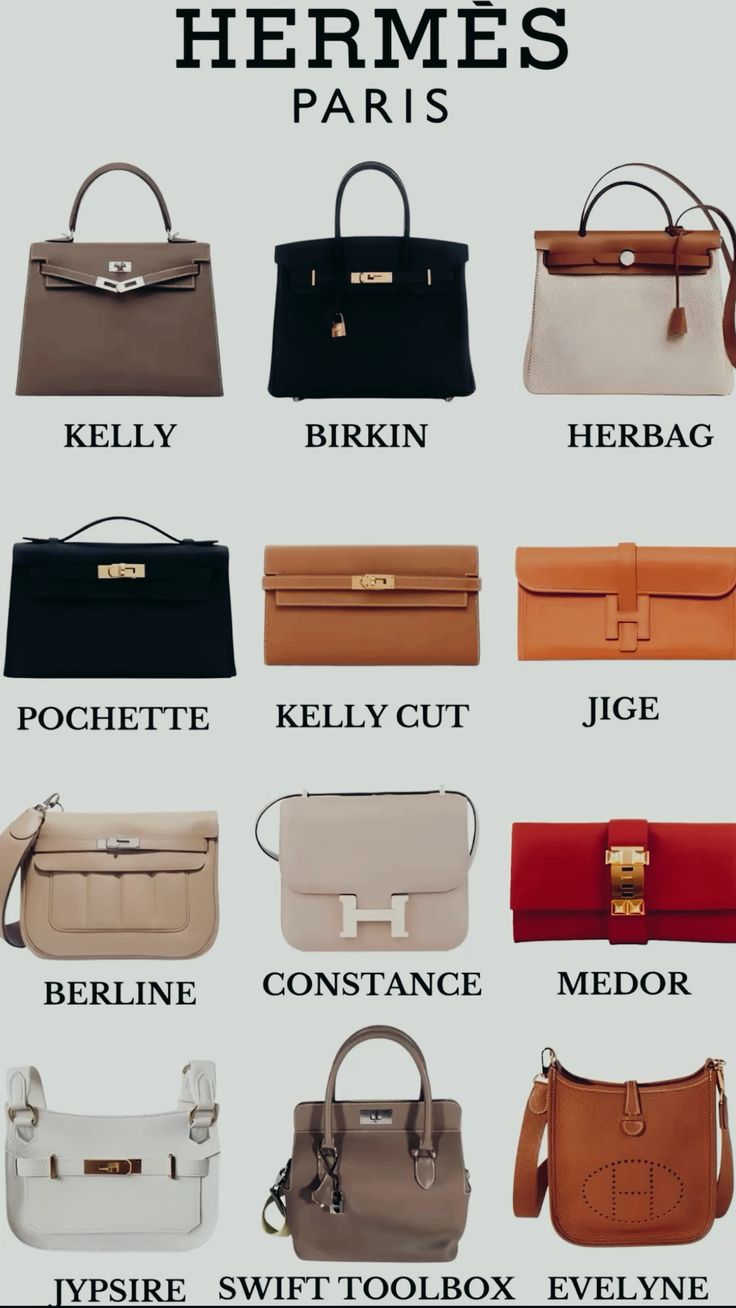 HERMÈS
PARIS
KELLY
BIRKIN
HERBAG
POCHETTE
KELLY CUT
JIGE
BERLINE
CONSTANCE
MEDOR
JYPSIRE
SWIFT TOOLBOX
EVELYNE